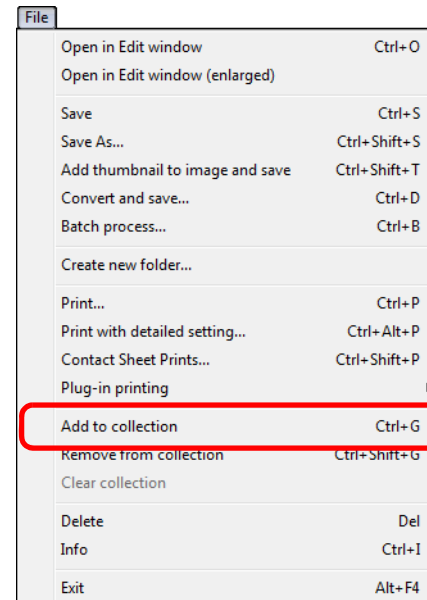 File
Open in Edit window Ctrl+O
Open in Edit window (enlarged)
Save Ctrl+S
Save As... Ctrl+Shift+S
Add thumbnail to image and save Ctrl+Shift+T
Convert and save... Ctrl+D
Batch process... Ctrl+B
Create new folder...
Print... Ctrl+P
Print with detailed setting... Ctrl+Alt+P
Contact Sheet Prints... Ctrl+Shift+P
Plug-in printing
Add to collection Ctrl+G
Remove from collection Ctrl+Shift+G
Clear collection
Delete Del
Info Ctrl+I
Exit Alt+F4